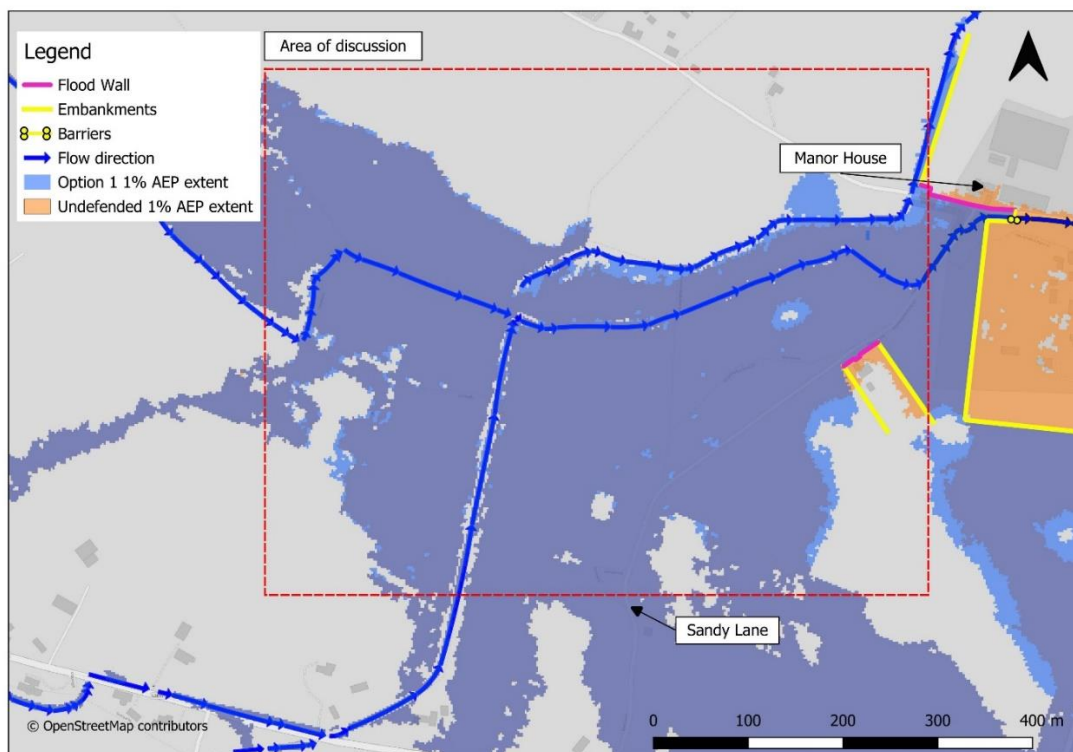 Legend
Flood Wall
Embankments
Barriers
Flow direction
Option 1 1% AEP extent
Undefended 1% AEP extent
Area of discussion
Manor House
Sandy Lane
© OpenStreetMap contributors
0 100 200 300 400 m